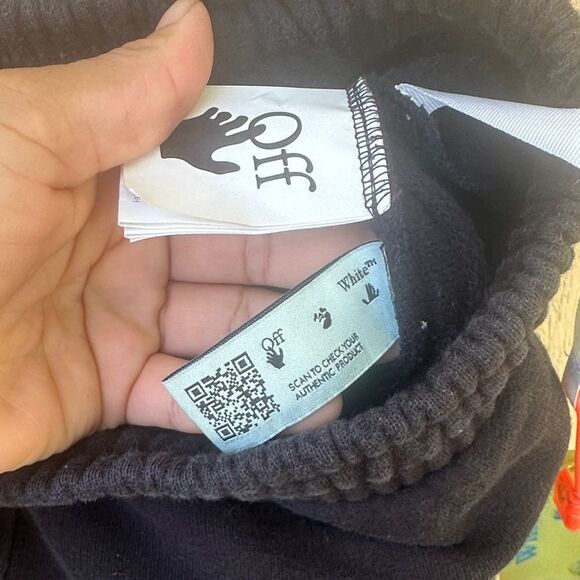 Off
Off
White™
SCAN TO CHECK YOUR
AUTHENTIC PRODUCT